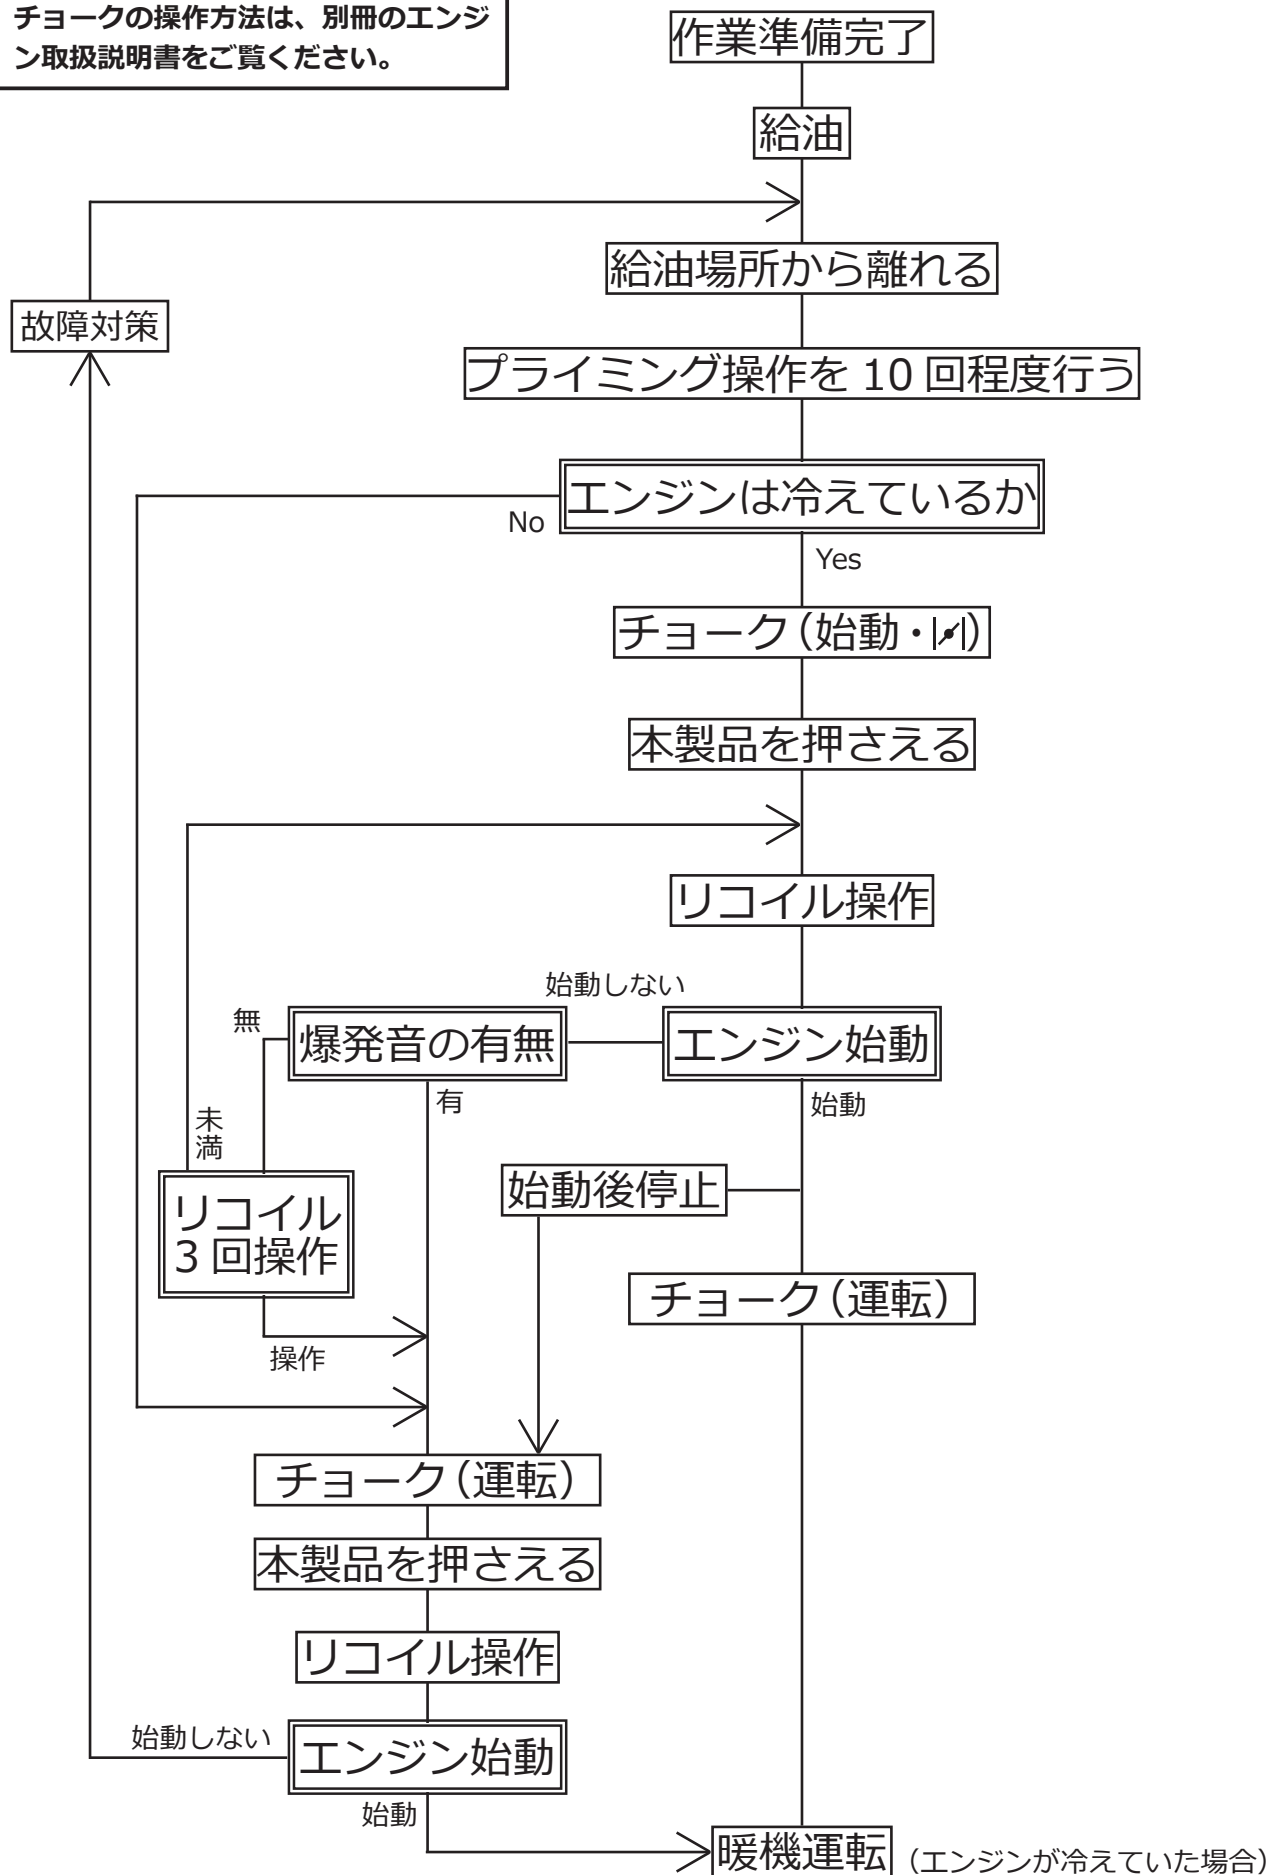 チョークの操作方法は、別冊のエンジ
ン取扱説明書をご覧ください。
作業準備完了
給油
給油場所から離れる
故障対策
プライミング操作を 10 回程度行う
エンジンは冷えているか
No
Yes
チョーク（始動・）
本製品を押さえる
リコイル操作
始動しない
無
爆発音の有無
エンジン始動
有
始動
未満
始動後停止
リコイル
3 回操作
チョーク（運転）
操作
チョーク（運転）
本製品を押さえる
リコイル操作
始動しない
エンジン始動
始動
暖機運転
（エンジンが冷えていた場合）